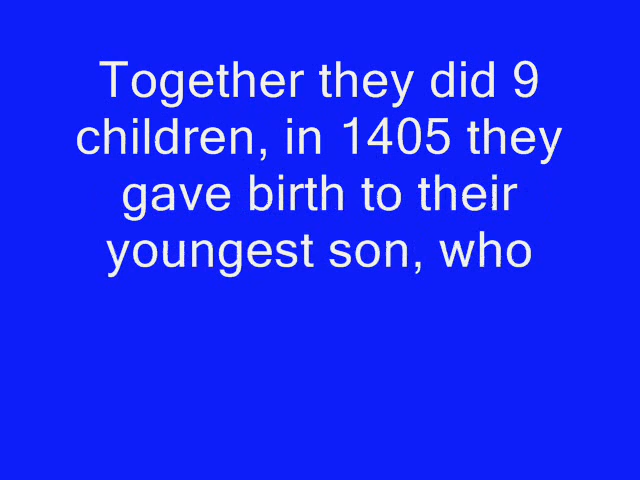 Together they did 9
children, in 1405 they
gave birth to their
youngest son, who